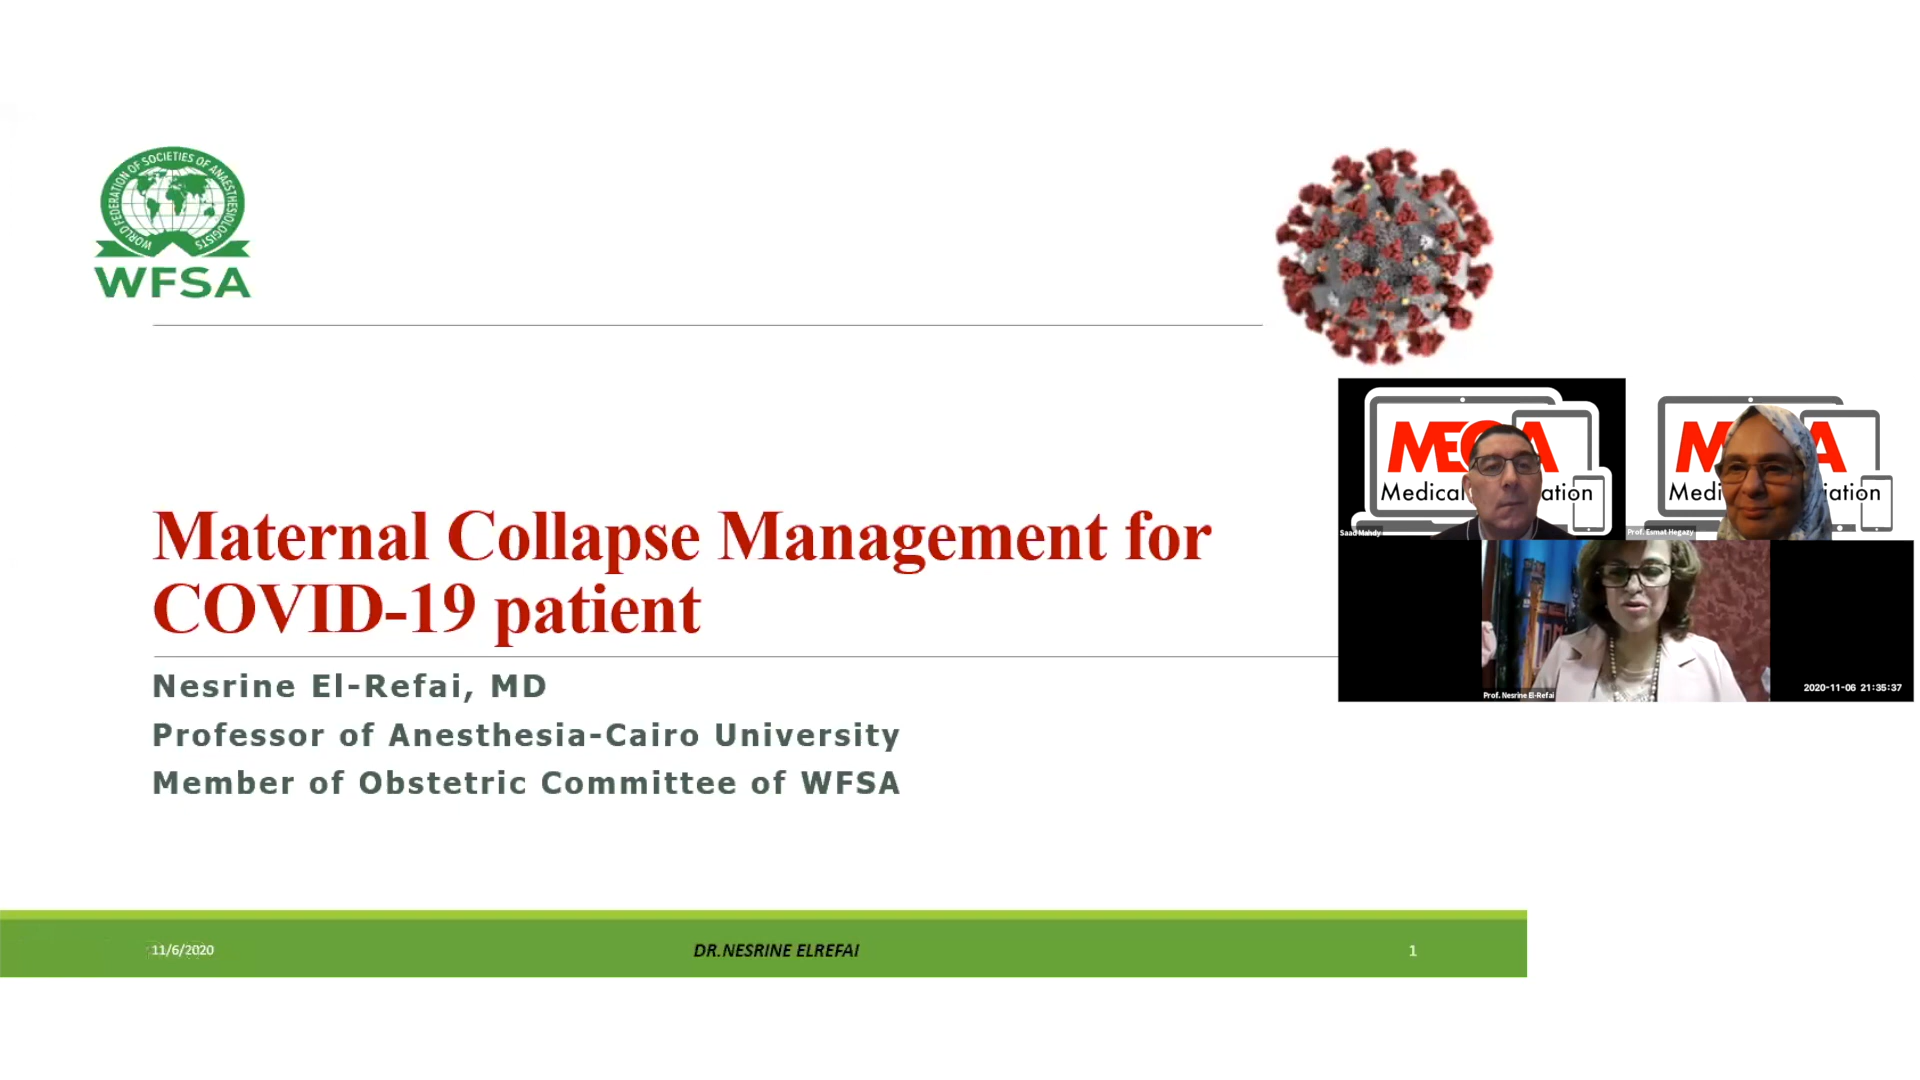 WORLD FEDERATION OF SOCIETIES OF ANAESTHESIOLOGISTS
WFSA
Maternal Collapse Management for
COVID-19 patient
Nesrine El-Refai, MD
Professor of Anesthesia-Cairo University
Member of Obstetric Committee of WFSA
Medical
ation
Saad Mahdy
M A
Medi iation
Prof. Esmat Hegazy
Prof. Nesrine El-Refai
2020-11-06 21:35:37
11/6/2020
DR.NESRINE ELREFAI
1